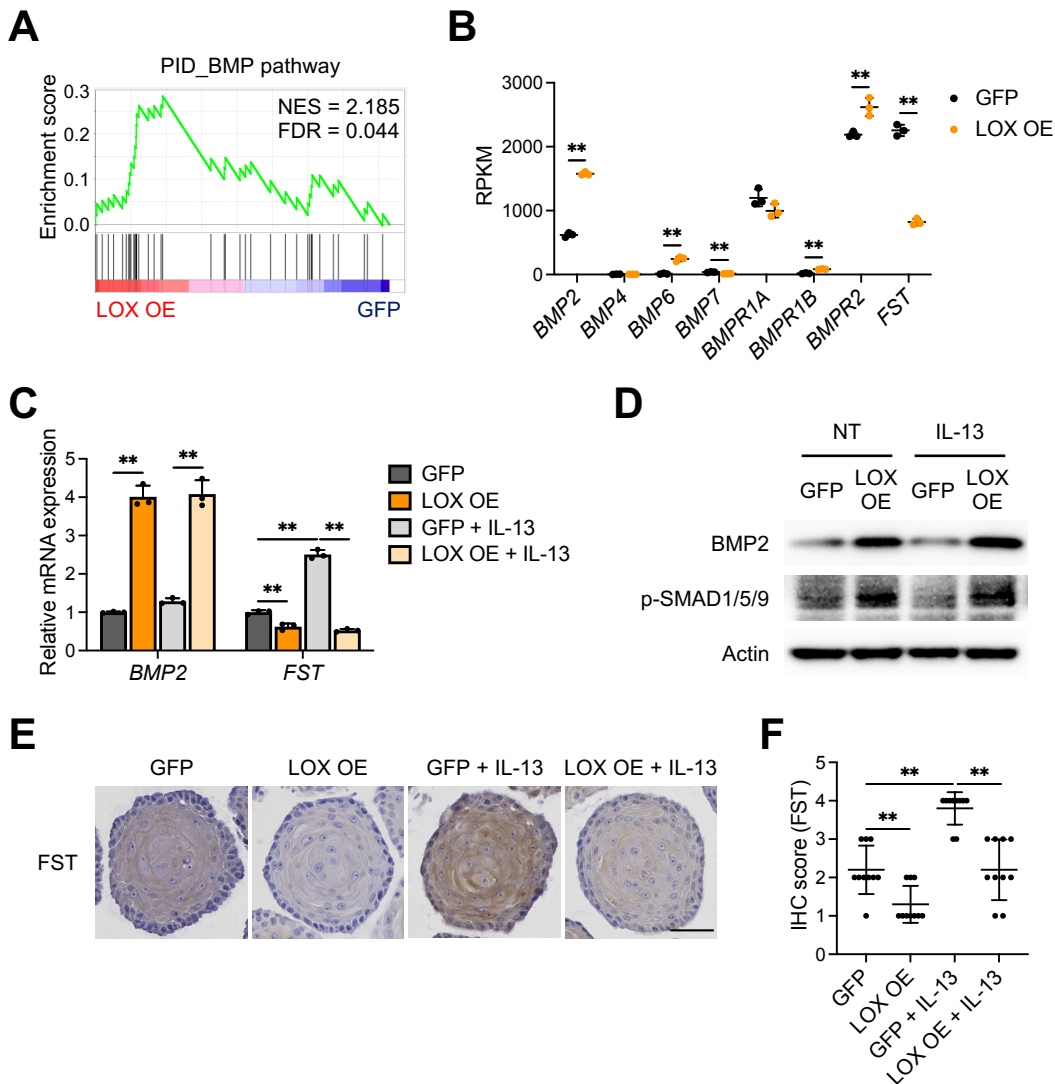 A
PID_BMP pathway
Enrichment score
0.3
0.2
0.1
0.0
NES = 2.185
FDR = 0.044
LOX OE
GFP
B
RPKM
3000
2000
1000
0
**
**
**
**
**
**
GFP
LOX OE
BMP2
BMP4
BMP6
BMP7
BMPR1A
BMPR1B
BMPR2
FST
C
Relative mRNA expression
5
4
3
2
1
0
**
**
**
**
**
BMP2
FST
GFP
LOX OE
GFP + IL-13
LOX OE + IL-13
D
NT
IL-13
GFP
LOX
OE
GFP
LOX
OE
BMP2
p-SMAD1/5/9
Actin
E
GFP
LOX OE
GFP + IL-13
LOX OE + IL-13
FST
F
IHC score (FST)
5
4
3
2
1
0
**
**
**
GFP
LOX OE
GFP + IL-13
LOX OE + IL-13